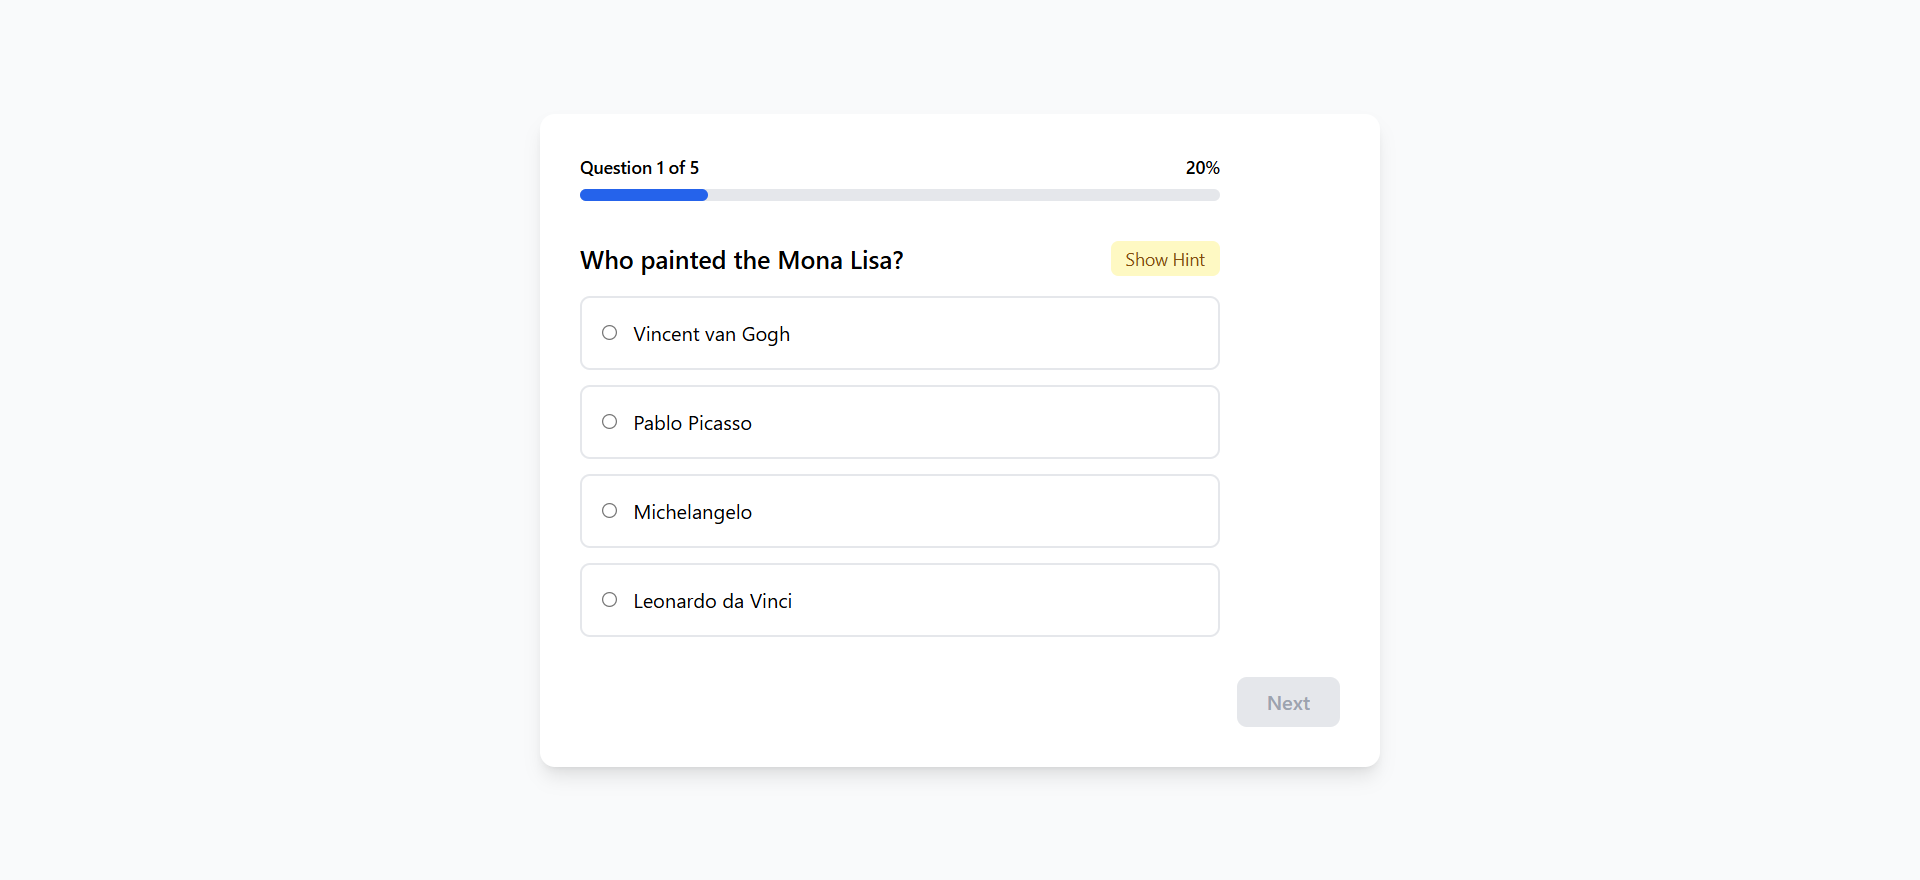 Question 1 of 5 20%
Who painted the Mona Lisa? Show Hint
Vincent van Gogh
Pablo Picasso
Michelangelo
Leonardo da Vinci
Next